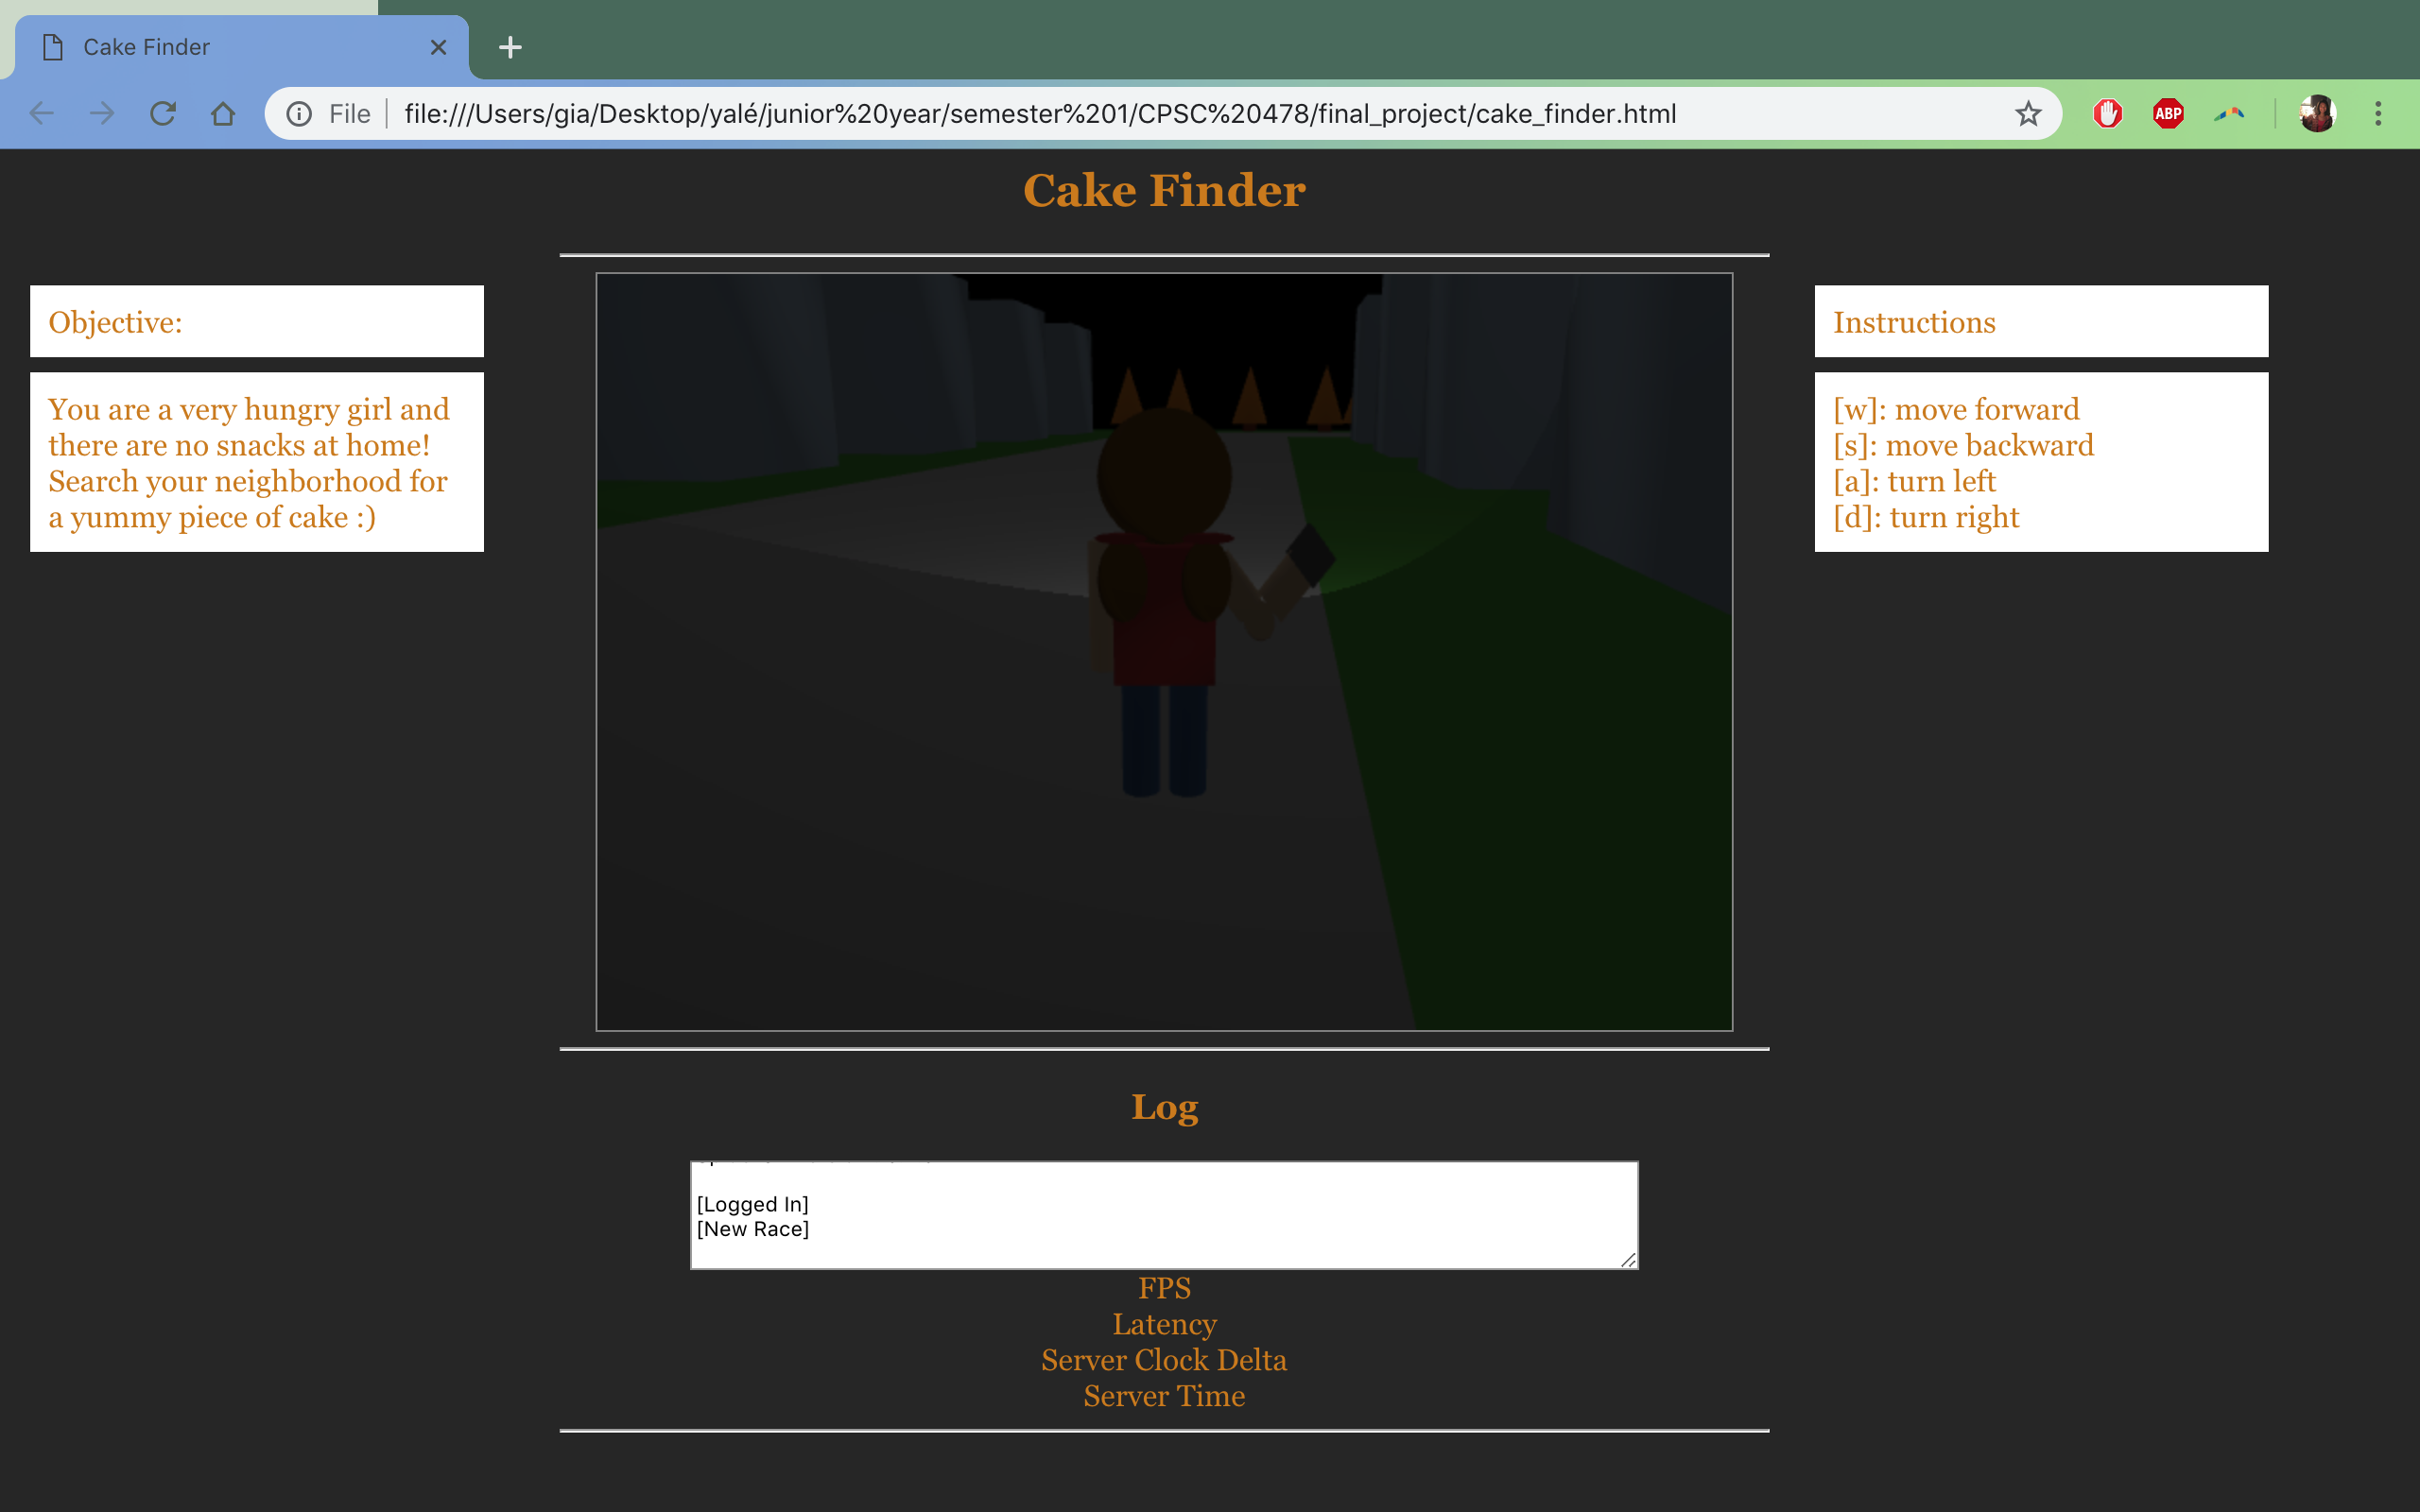 Cake Finder
File
file:///Users/gia/Desktop/yalé/junior%20year/semester%201/CPSC%20478/final_project/cake_finder.html
ABP
Cake Finder
Objective:
You are a very hungry girl and
there are no snacks at home!
Search your neighborhood for
a yummy piece of cake :)
Instructions
[w]: move forward
[s]: move backward
[a]: turn left
[d]: turn right
Log
[Logged In]
[New Race]
FPS
Latency
Server Clock Delta
Server Time